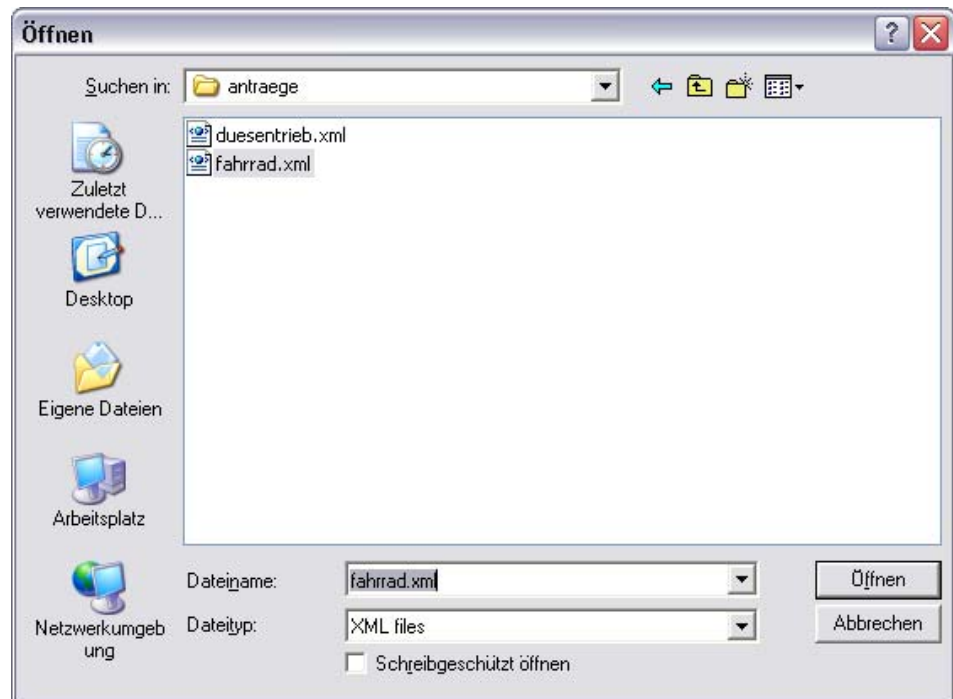 Öffnen
Suchen in:
antraege
Zuletzt
verwendete D...
Desktop
Eigene Dateien
Arbeitsplatz
Netzwerkumgeb
ung
duesentrieb.xml
fahrrad.xml
Dateiname:
fahrrad.xml
Öffnen
Dateityp:
XML files
Abbrechen
Schreibgeschützt öffnen